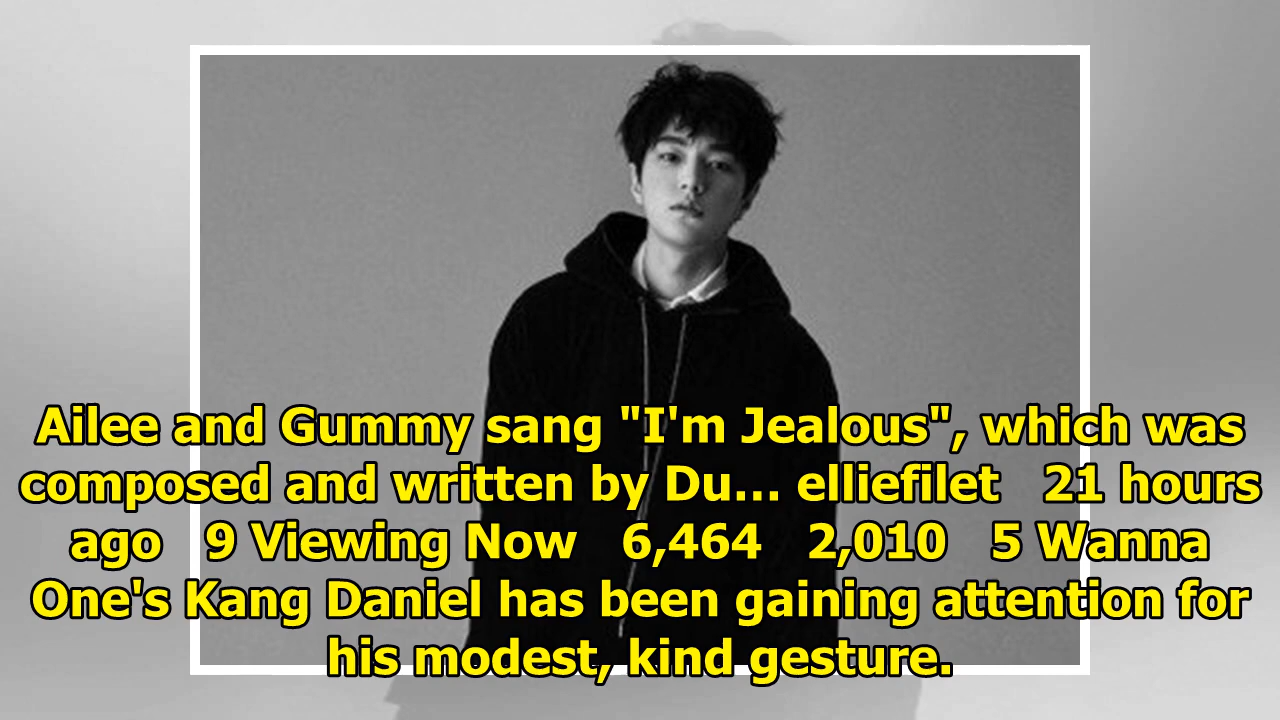 Ailee and Gummy sang "I'm Jealous", which was
composed and written by Du... elliefilet 21 hours
ago 9 Viewing Now 6,464 2,010 5 Wanna
One's Kang Daniel has been gaining attention for
his modest, kind gesture.